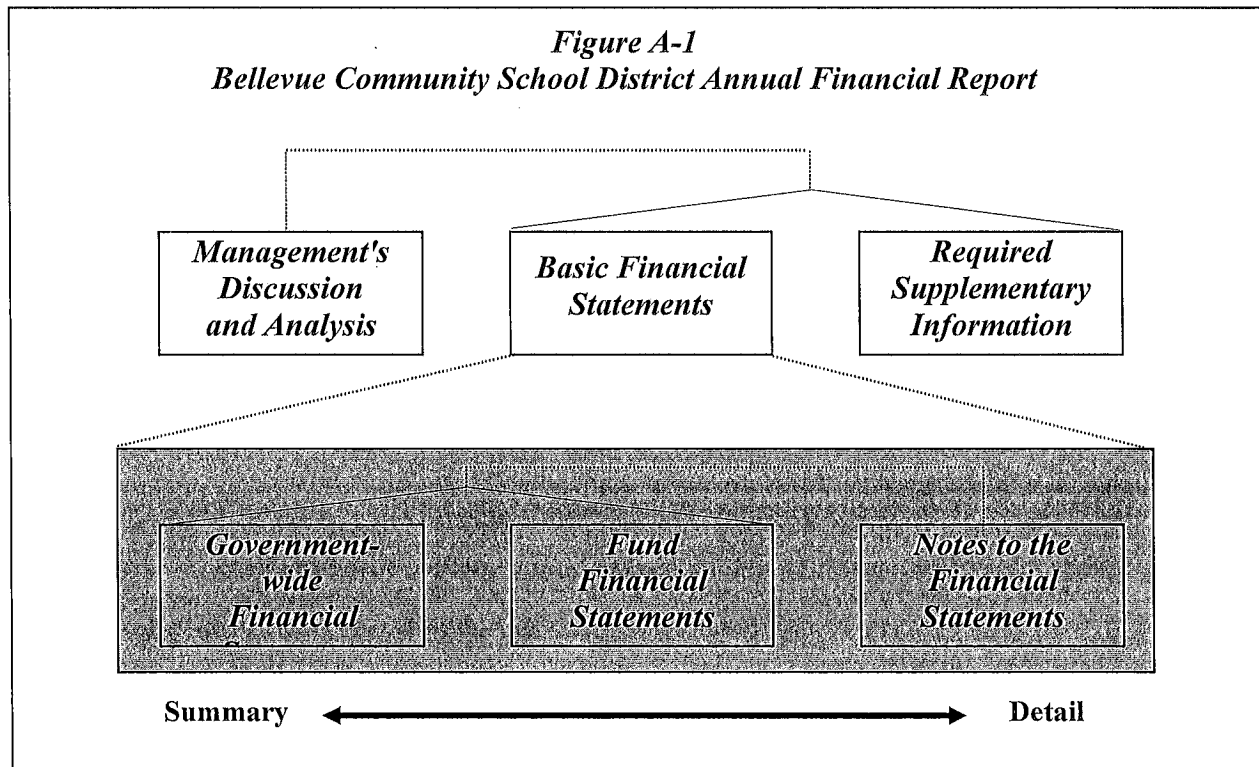 Figure A-1
Bellevue Community School District Annual Financial Report
Management's
Discussion
and Analysis
Basic Financial
Statements
Required
Supplementary
Information
Government-
wide
Financial
Fund
Financial
Statements
Notes to the
Financial
Statements
Summary
Detail